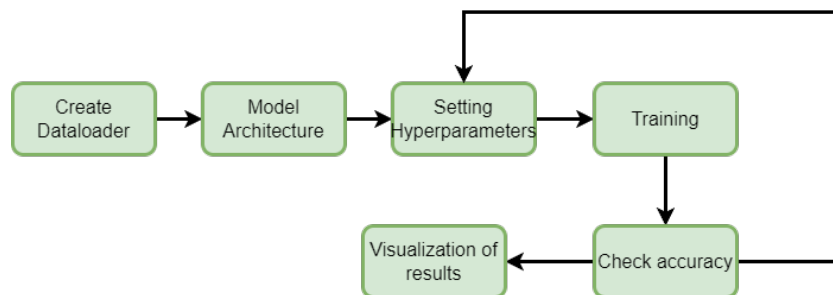 Create
Dataloader
Model
Architecture
Setting
Hyperparameters
Training
Visualization of
results
Check accuracy